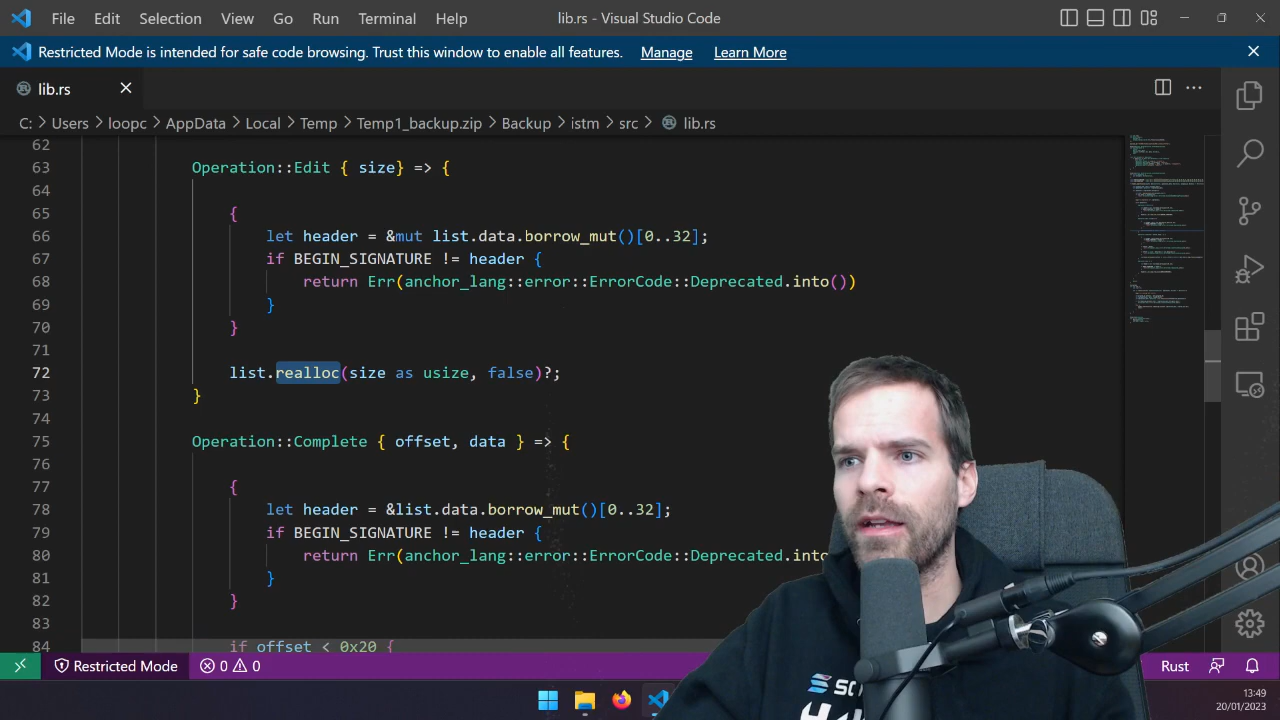 File Edit Selection View Go Run Terminal Help lib.rs - Visual Studio Code
Restricted Mode is intended for safe code browsing. Trust this window to enable all features. Manage Learn More
lib.rs
C: > Users > loopc > AppData > Local > Temp > Temp1_backup.zip > Backup > istm > src > lib.rs
62
63 Operation::Edit { size} => {
64
65 {
66 let header = &mut list.data.borrow_mut()[0..32];
67 if BEGIN_SIGNATURE != header {
68 return Err(anchor_lang::error::ErrorCode::Deprecated.into())
69 }
70 }
71
72 list.realloc(size as usize, false)?;
73 }
74
75 Operation::Complete { offset, data } => {
76
77 {
78 let header = &list.data.borrow_mut()[0..32];
79 if BEGIN_SIGNATURE != header {
80 return Err(anchor_lang::error::ErrorCode::Deprecated.into
81 }
82 }
83
84 if offset < 0x20 {
Restricted Mode 0 0 Rust
13:49
20/01/2023